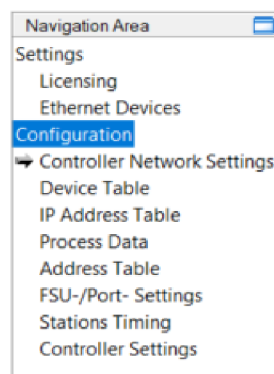 Navigation Area
Settings
Licensing
Ethernet Devices
Configuration
Controller Network Settings
Device Table
IP Address Table
Process Data
Address Table
FSU-/Port- Settings
Stations Timing
Controller Settings